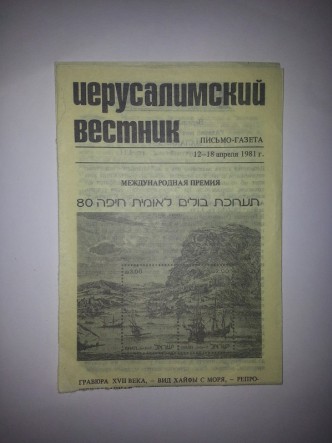 иерусалимский
вестник
ПИСЬМО-ГАЗЕТА
12–18 апреля 1981 г.
МЕЖДУНАРОДНАЯ ПРЕМИЯ
תערוכת בולים לאומית חיפה 80
ГРАВЮРА XVII ВЕКА, – ВИД ХАЙФЫ С МОРЯ, – РЕПРО-